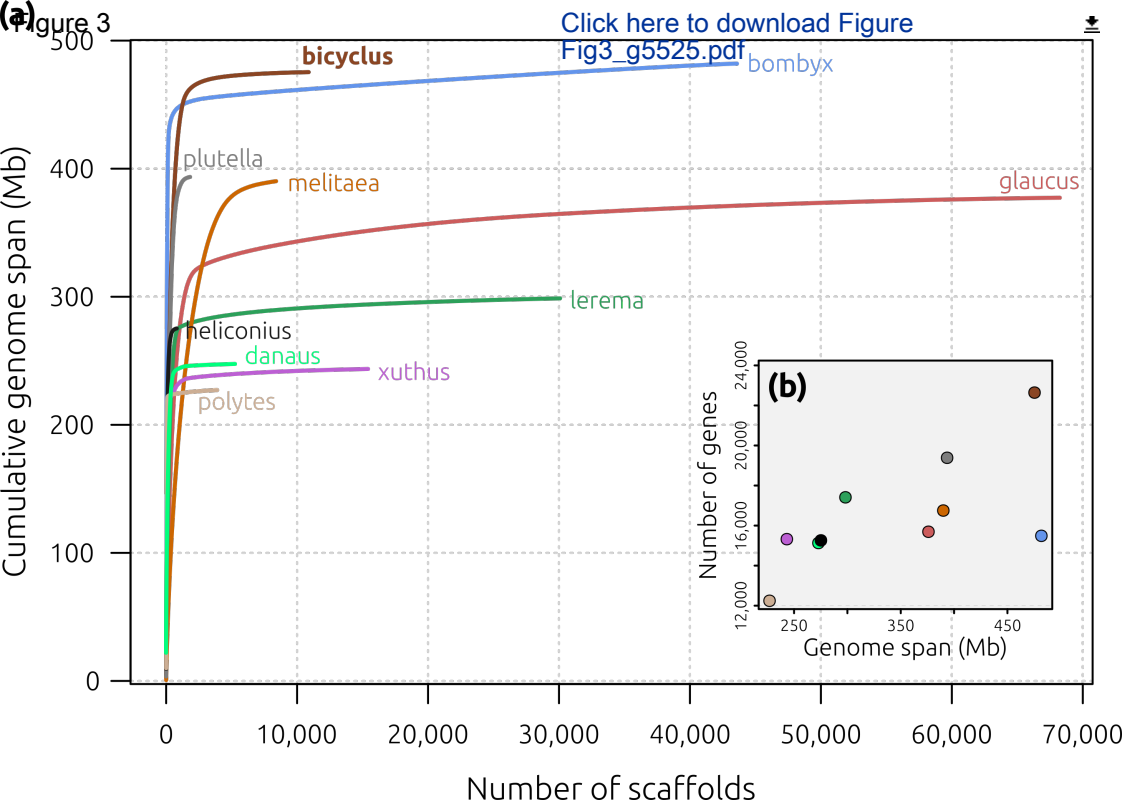 Figure 3
(a)
Click here to download Figure
Fig3_g5525.pdf
500
400
300
200
100
0
Cumulative genome span (Mb)
bicyclus
bombyx
plutella
melitaea
glaucus
lerema
heliconius
danaus
xuthus
polytes
(b)
24,000
20,000
16,000
12,000
Number of genes
250 350 450
Genome span (Mb)
0 10,000 20,000 30,000 40,000 50,000 60,000 70,000
Number of scaffolds